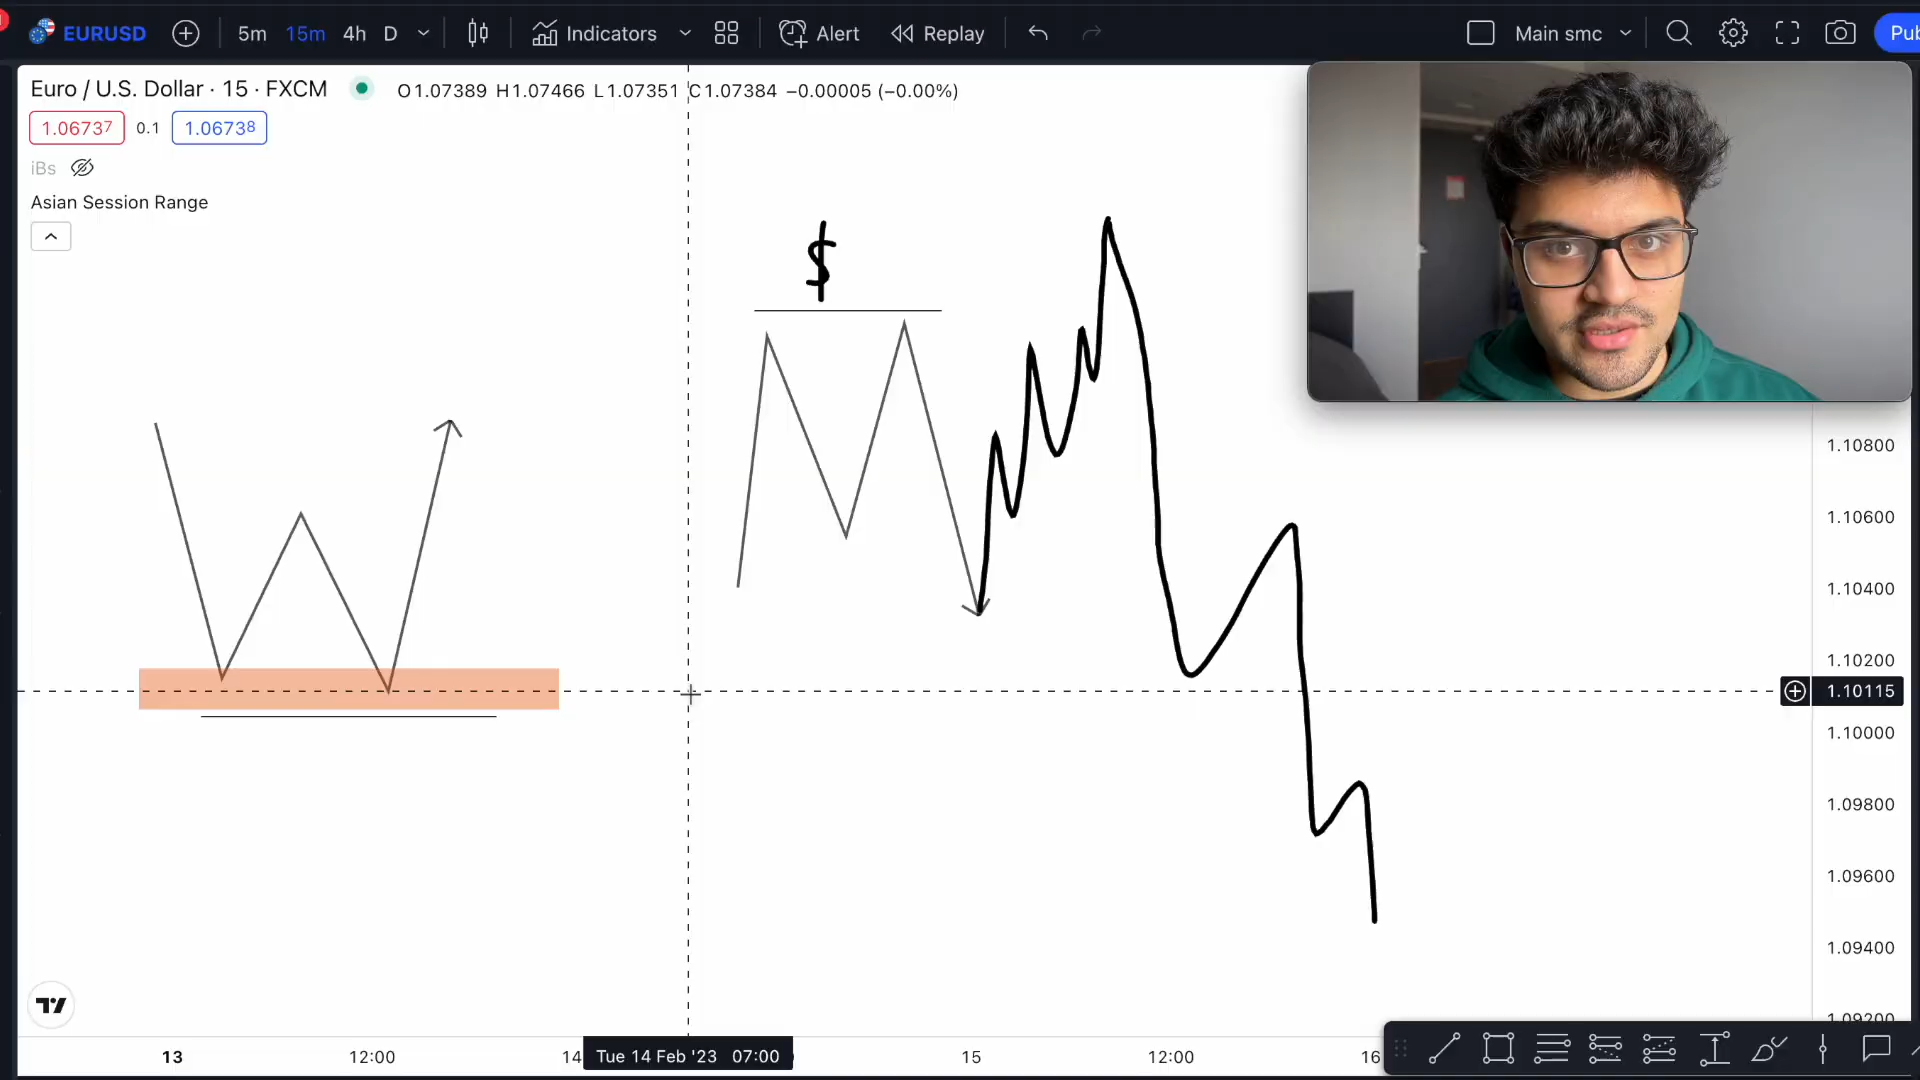 EURUSD 5m 15m 4h D Indicators Alert Replay Main smc
Euro / U.S. Dollar · 15 · FXCM O1.07389 H1.07466 L1.07351 C1.07384 −0.00005 (−0.00%)
1.06737 0.1 1.06738
iBs
Asian Session Range
$
1.10800
1.10600
1.10400
1.10200
1.10115
1.10000
1.09800
1.09600
1.09400
1.09200
13 12:00 14 Tue 14 Feb '23 07:00 15 12:00 16